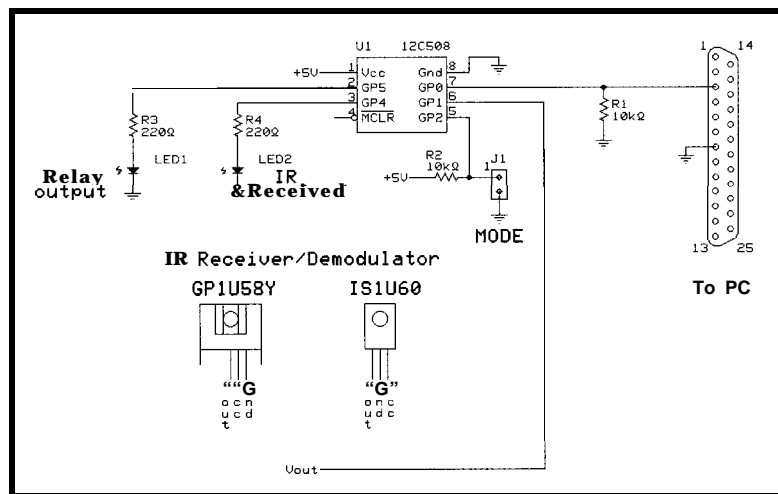 U1 12C508
+5V
1 Vcc Gnd 8
2 GP5 GP0 7
3 GP4 GP1 6
4 MCLR GP2 5
R3
220Ω
R4
220Ω
LED1
LED2
Relay
output
IR
&Received
R2
10kΩ
+5V
1
J1
MODE
R1
10kΩ
1 14
13 25
To PC
IR Receiver/Demodulator
GP1U58Y IS1U60
““G
o c n
u c d
t
“G”
o n c
u d c
t
Vout